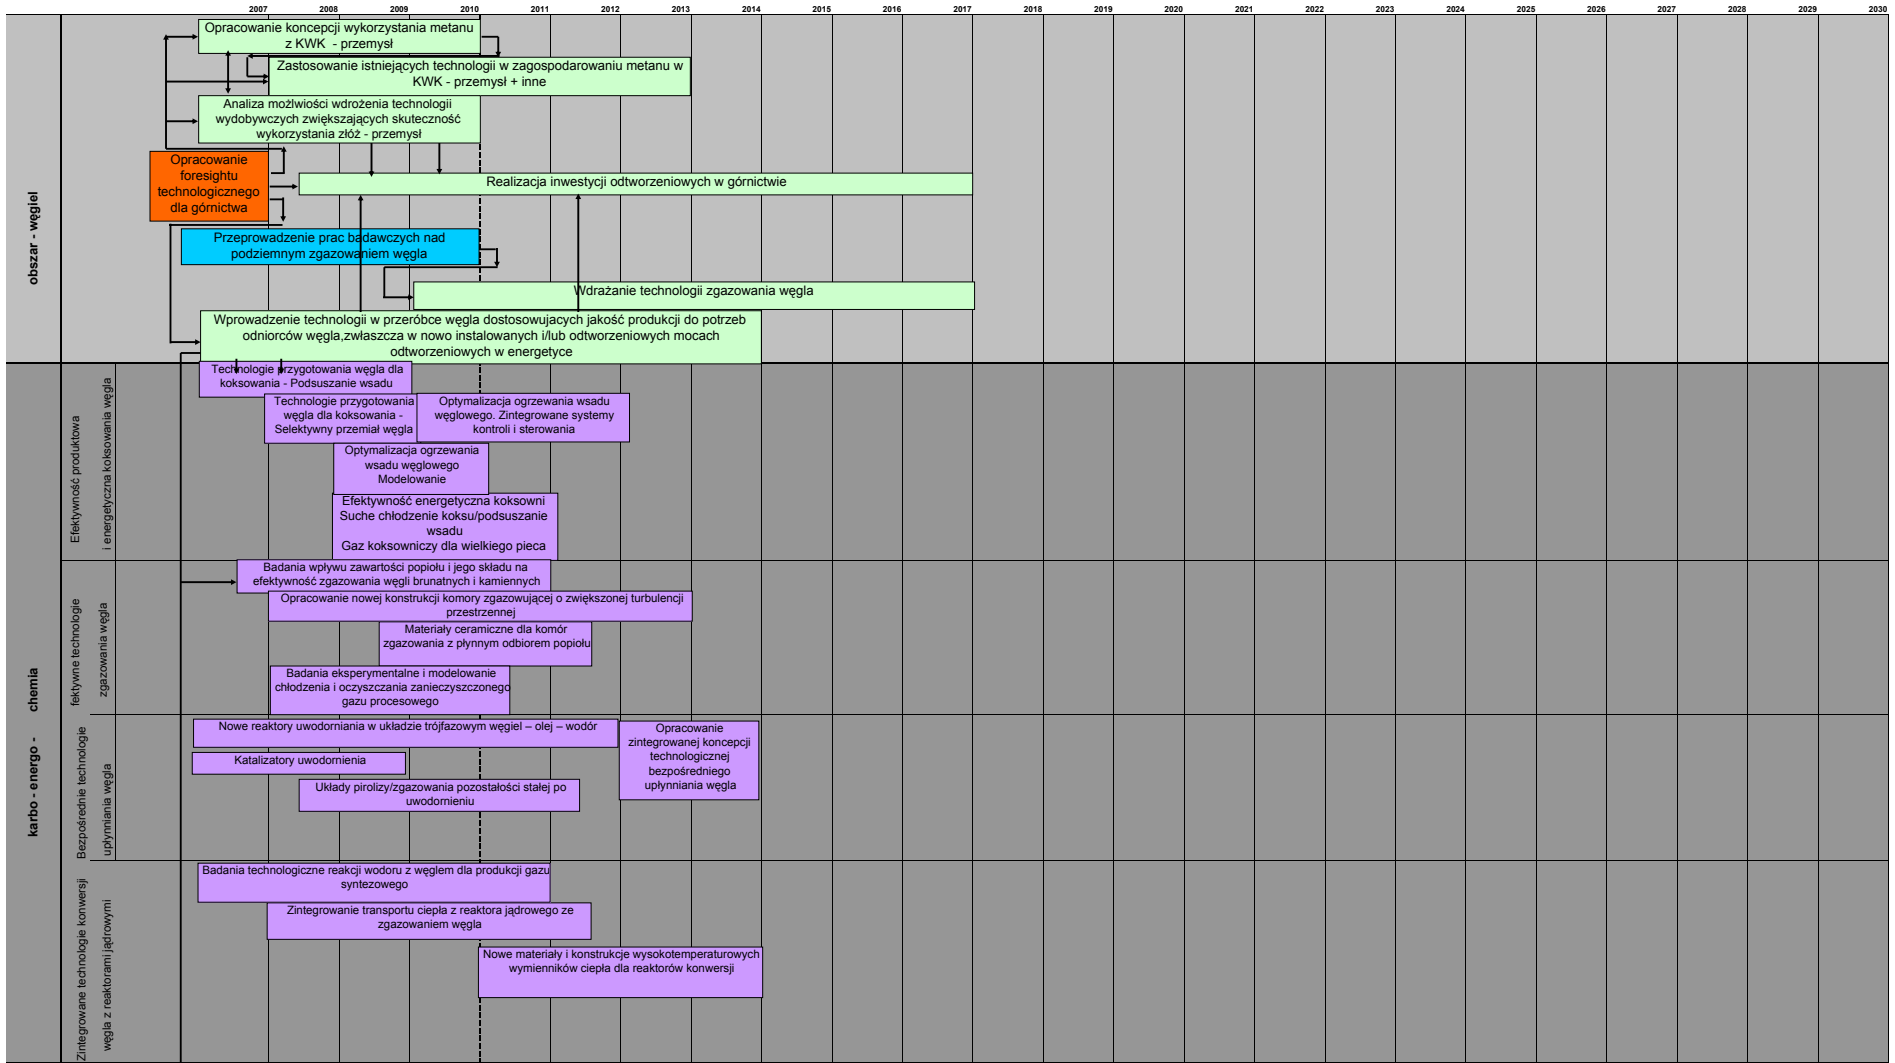 2007 2008 2009 2010 2011 2012 2013 2014 2015 2016 2017 2018 2019 2020 2021 2022 2023 2024 2025 2026 2027 2028 2029 2030
obszar - węgiel
Opracowanie koncepcji wykorzystania metanu
z KWK - przemysł
Zastosowanie istniejących technologii w zagospodarowaniu metanu w
KWK - przemysł + inne
Analiza możlwiości wdrożenia technologii
wydobywczych zwiększających skuteczność
wykorzystania złóż - przemysł
Opracowanie
foresightu
technologicznego
dla górnictwa
Realizacja inwestycji odtworzeniowych w górnictwie
Przeprowadzenie prac badawczych nad
podziemnym zgazowaniem węgla
Wdrażanie technologii zgazowania węgla
Wprowadzenie technologii w przeróbce węgla dostosowujacych jakość produkcji do potrzeb
odniorców węgla,zwłaszcza w nowo instalowanych i/lub odtworzeniowych mocach
odtworzeniowych w energetyce
karbo - energo - chemia
Efektywność produktowa
i energetyczna koksowania węgla
Technologie przygotowania węgla dla
koksowania - Podsuszanie wsadu
Technologie przygotowania
węgla dla koksowania -
Selektywny przemiał węgla
Optymalizacja ogrzewania wsadu
węglowego. Zintegrowane systemy
kontroli i sterowania
Optymalizacja ogrzewania
wsadu węglowego
Modelowanie
Efektywność energetyczna koksowni
Suche chłodzenie koksu/podsuszanie
wsadu
Gaz koksowniczy dla wielkiego pieca
fektywne technologie
zgazowania węgla
Badania wpływu zawartości popiołu i jego składu na
efektywność zgazowania węgli brunatnych i kamiennych
Opracowanie nowej konstrukcji komory zgazowującej o zwiększonej turbulencji
przestrzennej
Materiały ceramiczne dla komór
zgazowania z płynnym odbiorem popiołu
Badania eksperymentalne i modelowanie
chłodzenia i oczyszczania zanieczyszczonego
gazu procesowego
Bezpośrednie technologie
upłynniania węgla
Nowe reaktory uwodorniania w układzie trójfazowym węgiel – olej – wodór
Katalizatory uwodornienia
Układy pirolizy/zgazowania pozostałości stałej po
uwodornieniu
Opracowanie
zintegrowanej koncepcji
technologicznej
bezpośredniego
upłynniania węgla
Zintegrowane technologie konwersji
węgla z reaktorami jądrowymi
Badania technologiczne reakcji wodoru z węglem dla produkcji gazu
syntezowego
Zintegrowanie transportu ciepła z reaktora jądrowego ze
zgazowaniem węgla
Nowe materiały i konstrukcje wysokotemperaturowych
wymienników ciepła dla reaktorów konwersji